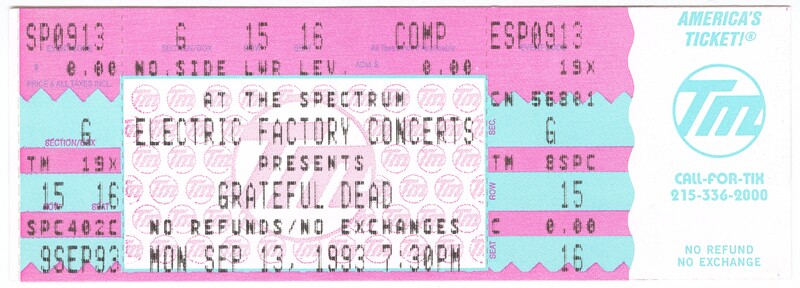 SP0913 6 15 16 COMP ESP0913
$ 0.00 NO.SIDE LWR LEV. 0.00 19X
PRICE & ALL TAXES INCL.
AT THE SPECTRUM CN 56881
SECTION/BOX
G ELECTRIC FACTORY CONCERTS SEC. G
TM 19X PRESENTS TM 8SPC
15 16 GRATEFUL DEAD ROW 15
SPC402C NO REFUNDS/NO EXCHANGES C 0.00
9SEP93 MON SEP 13, 1993 7:30PM SEAT 16
AMERICA'S
TICKET!®
TM
CALL-FOR-TIX
215-336-2000
NO REFUND
NO EXCHANGE